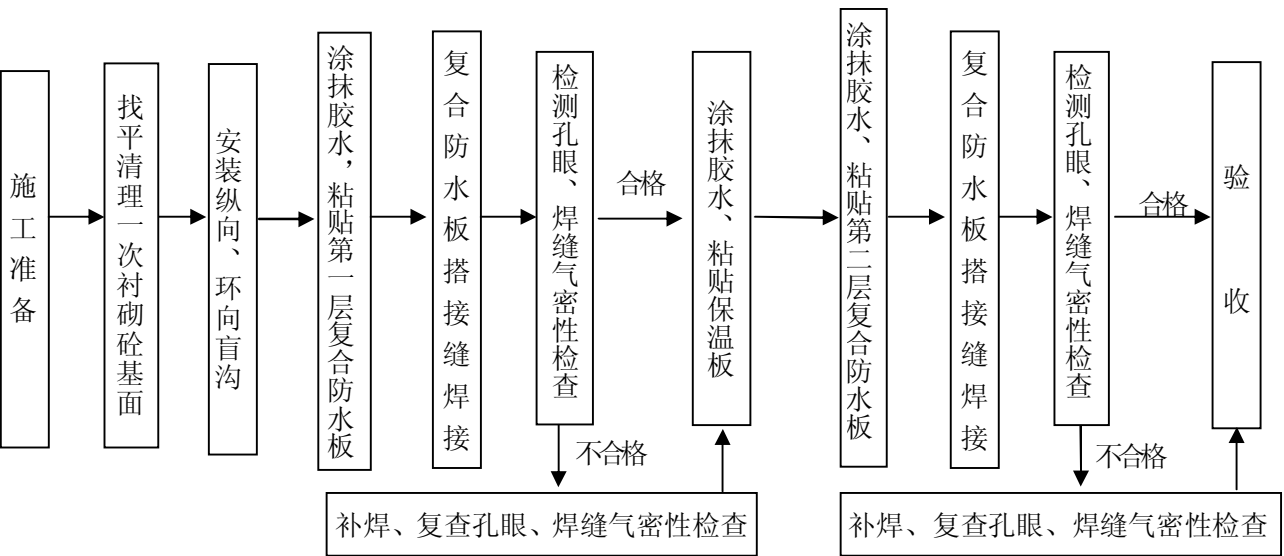 施工准备
找平清理一次衬砌砼基面
安装纵向、环向盲沟
涂抹胶水，粘贴第一层复合防水板
复合防水板搭接缝焊接
检测孔眼、焊缝气密性检查
合格
不合格
补焊、复查孔眼、焊缝气密性检查
涂抹胶水、粘贴保温板
涂抹胶水、粘贴第二层复合防水板
复合防水板搭接缝焊接
检测孔眼、焊缝气密性检查
合格
不合格
补焊、复查孔眼、焊缝气密性检查
验收